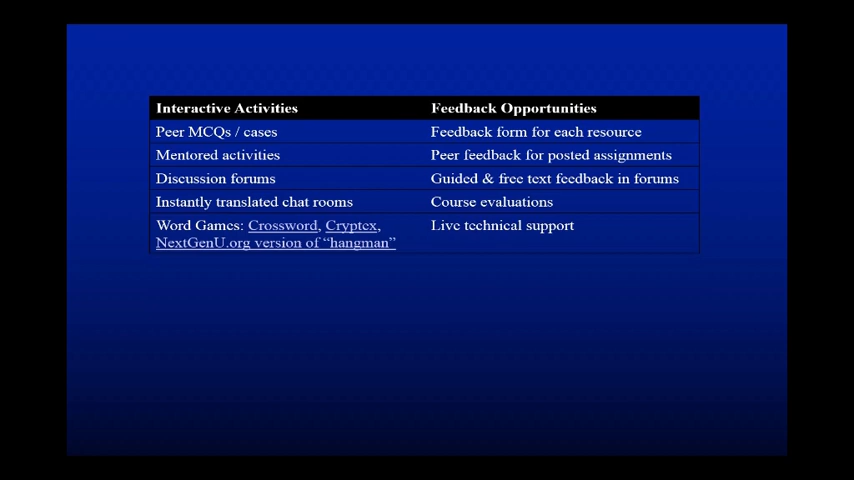 Interactive Activities Feedback Opportunities
Peer MCQs / cases Feedback form for each resource
Mentored activities Peer feedback for posted assignments
Discussion forums Guided & free text feedback in forums
Instantly translated chat rooms Course evaluations
Word Games: Crossword, Cryptex, Live technical support
NextGenU.org version of “hangman”